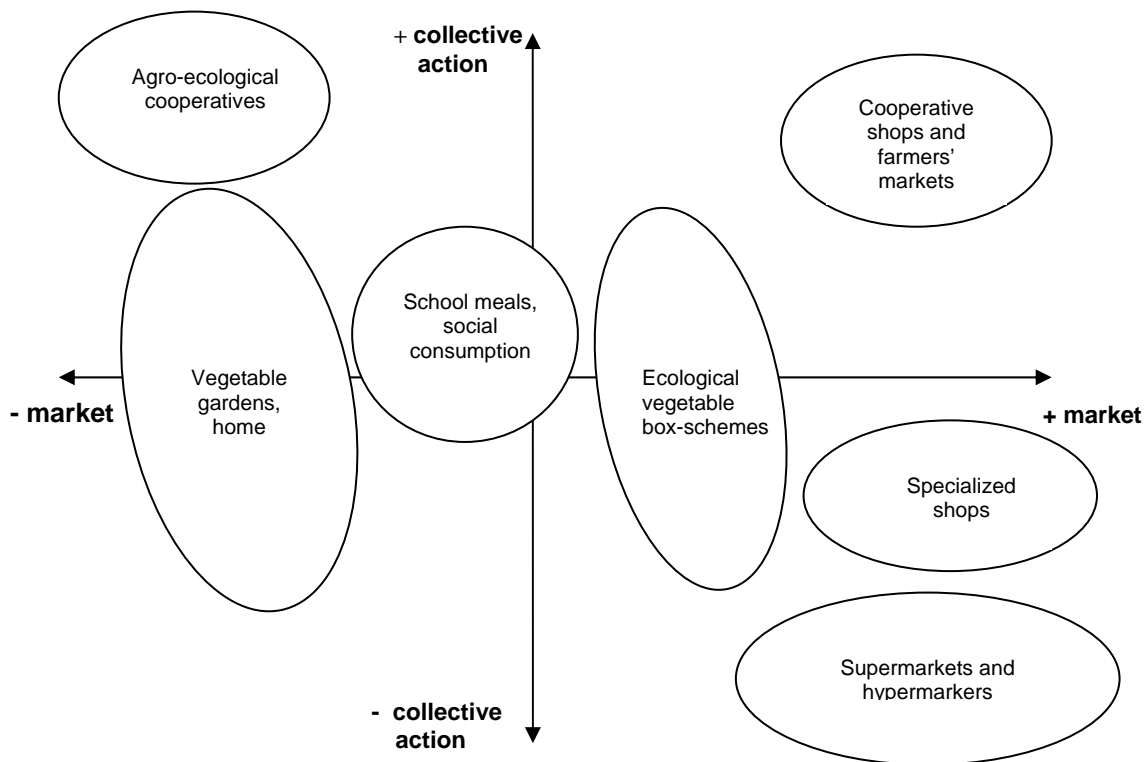 + collective
action
Agro-ecological
cooperatives
Cooperative
shops and
farmers'
markets
School meals,
social
consumption
Vegetable
gardens,
home
Ecological
vegetable
box-schemes
- market
+ market
Specialized
shops
Supermarkets and
hypermarkers
- collective
action